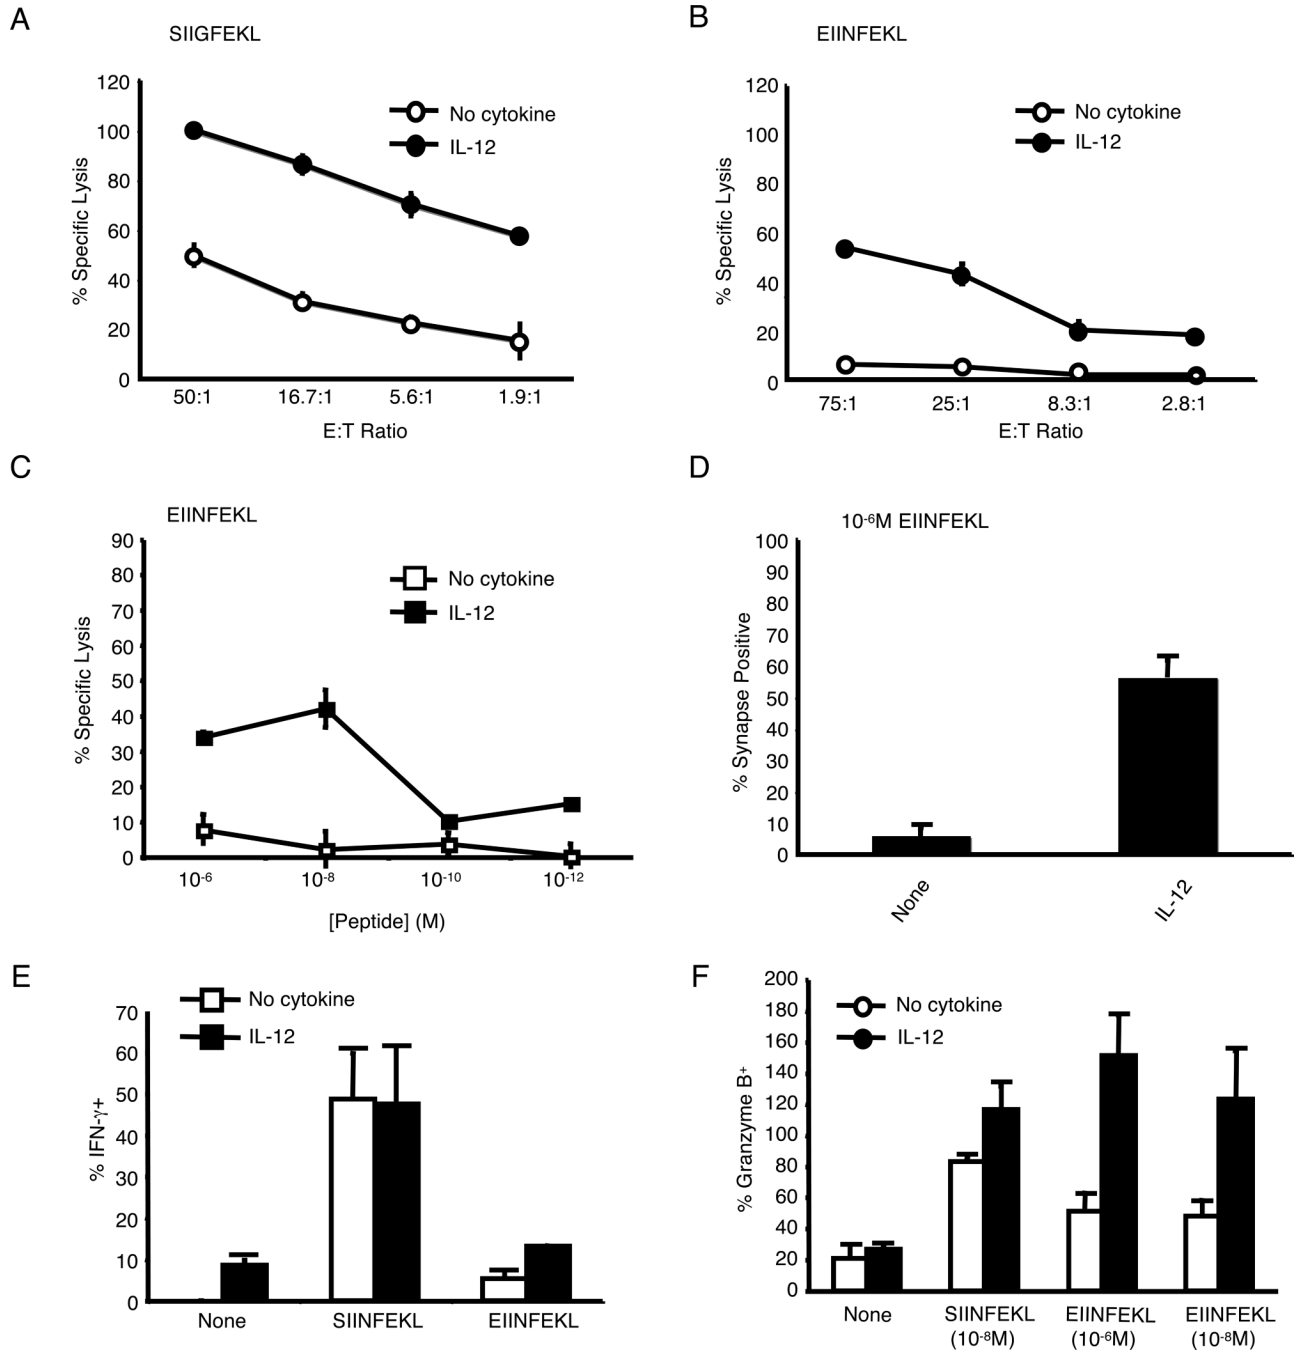 A
SIIGFEKL
120
100
80
60
40
20
0
% Specific Lysis
No cytokine
IL-12
50:1 16.7:1 5.6:1 1.9:1
E:T Ratio
B
EIINFEKL
120
100
80
60
40
20
0
% Specific Lysis
No cytokine
IL-12
75:1 25:1 8.3:1 2.8:1
E:T Ratio
C
EIINFEKL
90
80
70
60
50
40
30
20
10
0
% Specific Lysis
No cytokine
IL-12
10⁻⁶ 10⁻⁸ 10⁻¹⁰ 10⁻¹²
[Peptide] (M)
D
10⁻⁶M EIINFEKL
100
90
80
70
60
50
40
30
20
10
0
% Synapse Positive
None IL-12
E
No cytokine
IL-12
70
60
50
40
30
20
10
0
% IFN-γ+
None SIINFEKL EIINFEKL
F
200
180
160
140
120
100
80
60
40
20
0
% Granzyme B⁺
No cytokine
IL-12
None SIINFEKL EIINFEKL EIINFEKL
(10⁻⁸M) (10⁻⁶M) (10⁻⁸M)